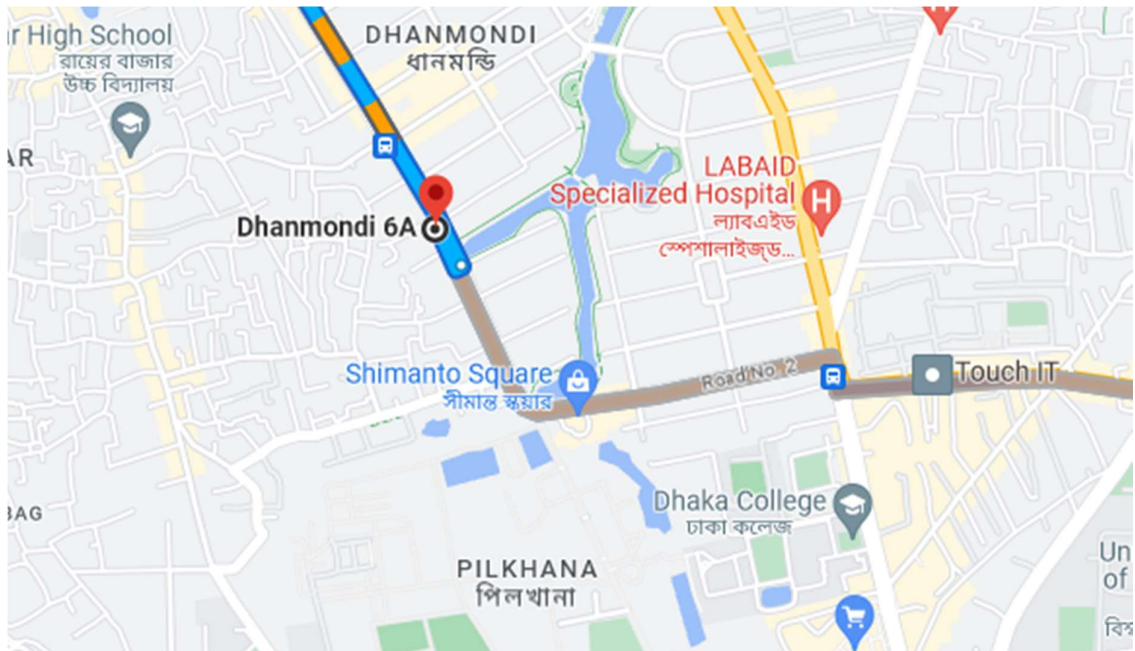 r High School
রায়ের বাজার
উচ্চ বিদ্যালয়
DHANMONDI
ধানমন্ডি
AR
LABAID
Specialized Hospital
ল্যাবএইড
স্পেশালাইজ্‌ড...
Dhanmondi 6A
Shimanto Square
সীমান্ত স্কয়ার
Road No. 2
Touch IT
Dhaka College
ঢাকা কলেজ
BAG
PILKHANA
পিলখানা
Un
of
বিশ্ব